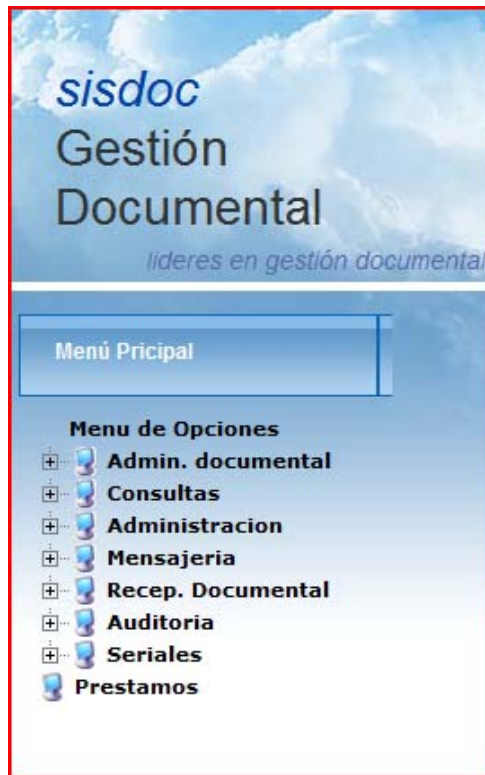 sisdoc
Gestión
Documental
lideres en gestión documental
Menú Pricipal
Menu de Opciones
Admin. documental
Consultas
Administracion
Mensajeria
Recep. Documental
Auditoria
Seriales
Prestamos